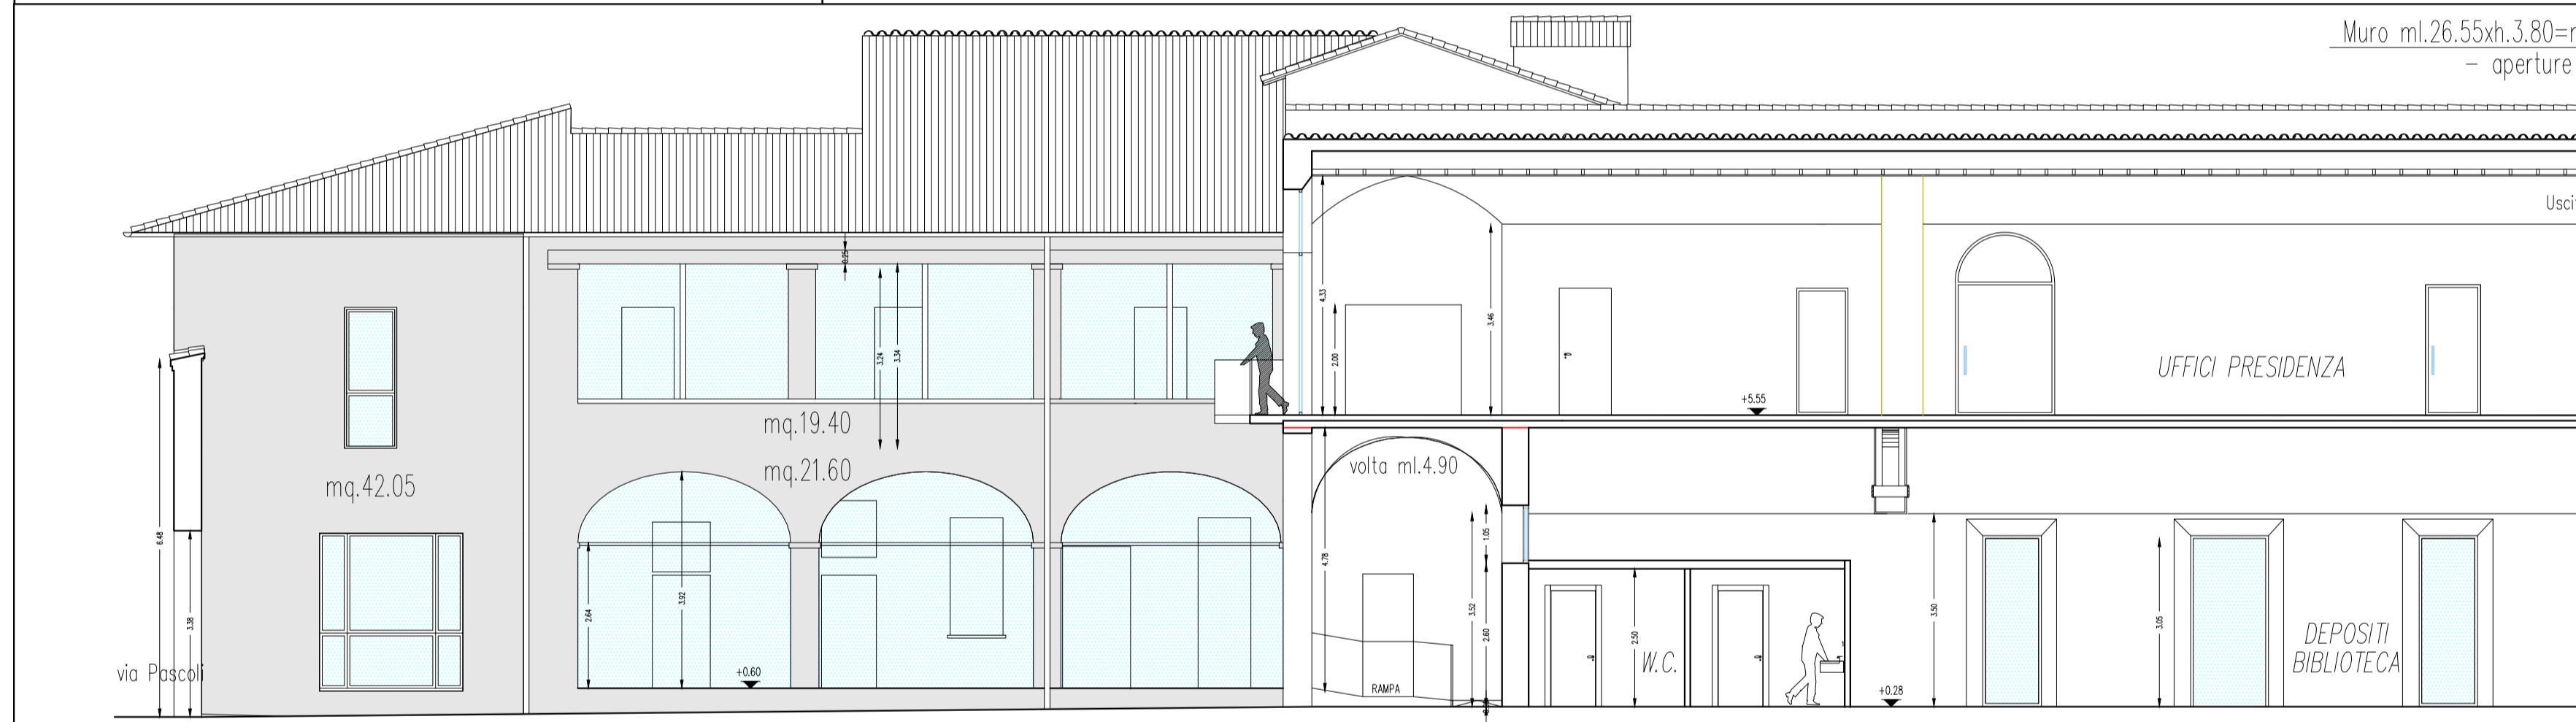 Muro ml.26.55xh.3.80=
– aperture
0.25
4.33
3.46
2.00
3.24
3.34
+5.55
UFFICI PRESIDENZA
mq.19.40
mq.21.60
mq.42.05
volta ml.4.90
6.48
3.38
2.64
3.92
4.78
3.52
1.05
2.60
2.50
3.50
3.05
via Pascoli
+0.60
RAMPA
W.C.
+0.28
DEPOSITI
BIBLIOTECA